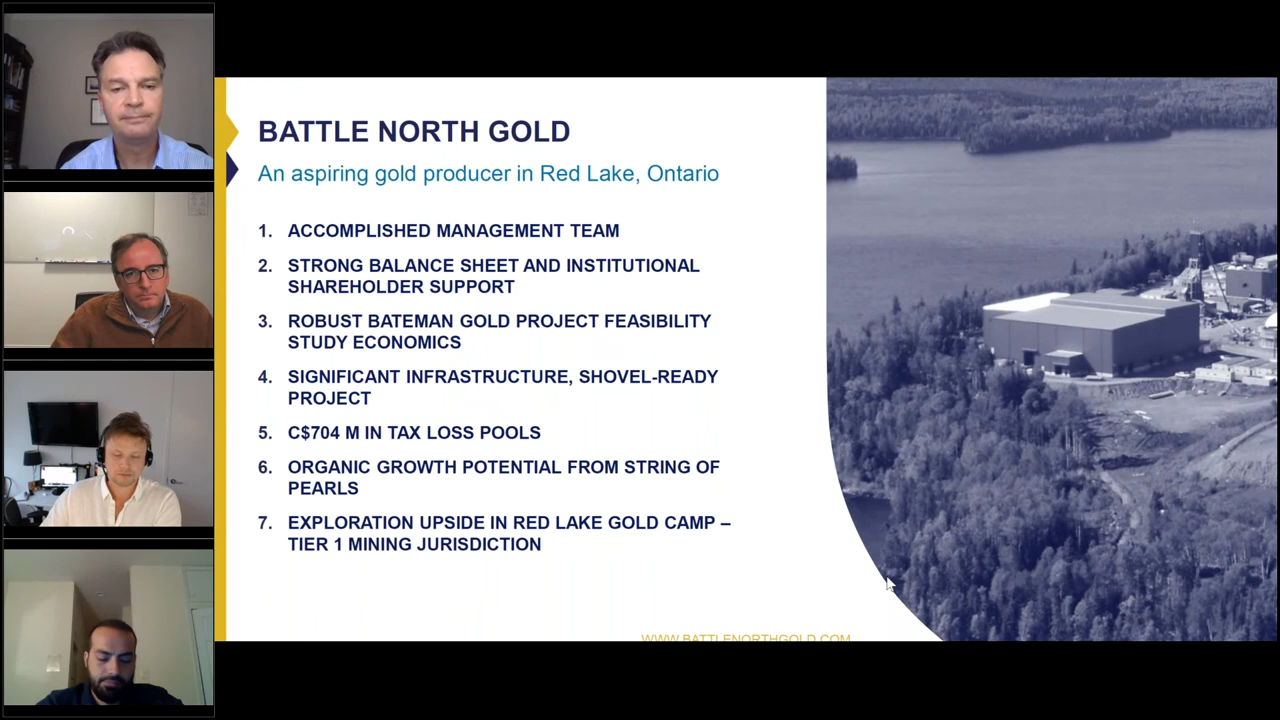 BATTLE NORTH GOLD
An aspiring gold producer in Red Lake, Ontario
1. ACCOMPLISHED MANAGEMENT TEAM
2. STRONG BALANCE SHEET AND INSTITUTIONAL
SHAREHOLDER SUPPORT
3. ROBUST BATEMAN GOLD PROJECT FEASIBILITY
STUDY ECONOMICS
4. SIGNIFICANT INFRASTRUCTURE, SHOVEL-READY
PROJECT
5. C$704 M IN TAX LOSS POOLS
6. ORGANIC GROWTH POTENTIAL FROM STRING OF
PEARLS
7. EXPLORATION UPSIDE IN RED LAKE GOLD CAMP –
TIER 1 MINING JURISDICTION
WWW.BATTLENORTHGOLD.COM